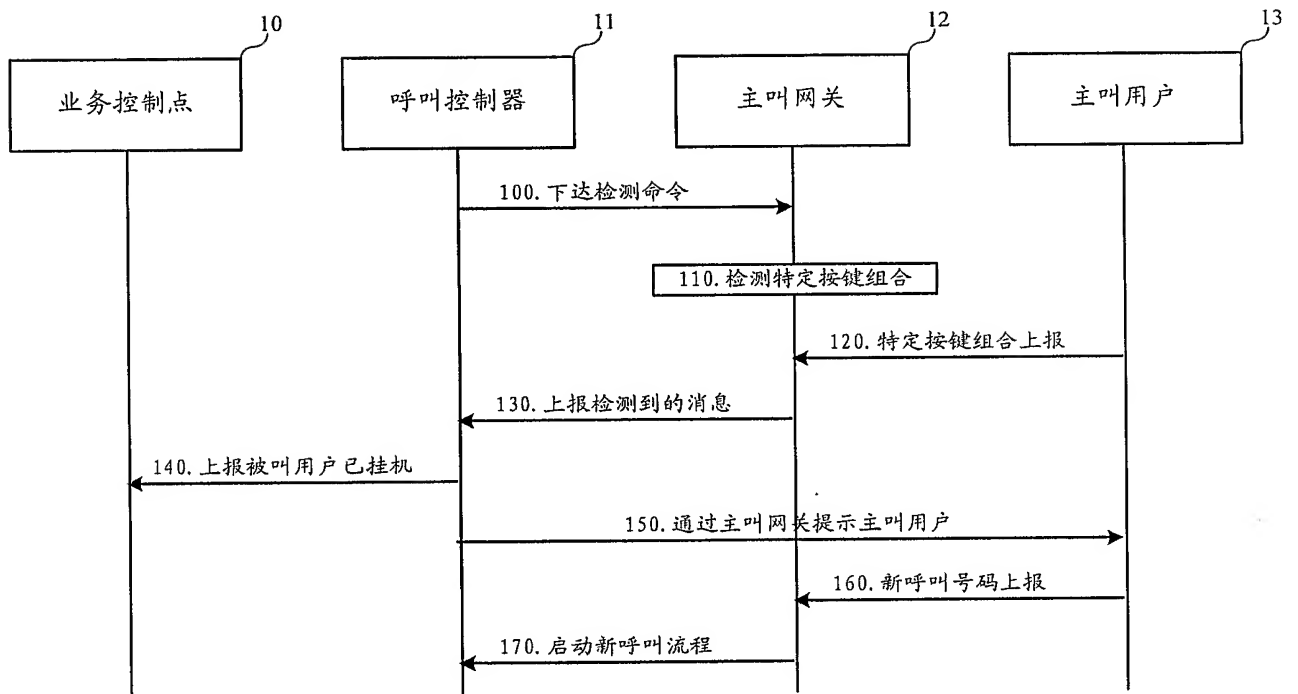 10
11
12
13
业务控制点
呼叫控制器
主叫网关
主叫用户
100.下达检测命令
110.检测特定按键组合
120.特定按键组合上报
130.上报检测到的消息
140.上报被叫用户已挂机
150.通过主叫网关提示主叫用户
160.新呼叫号码上报
170.启动新呼叫流程